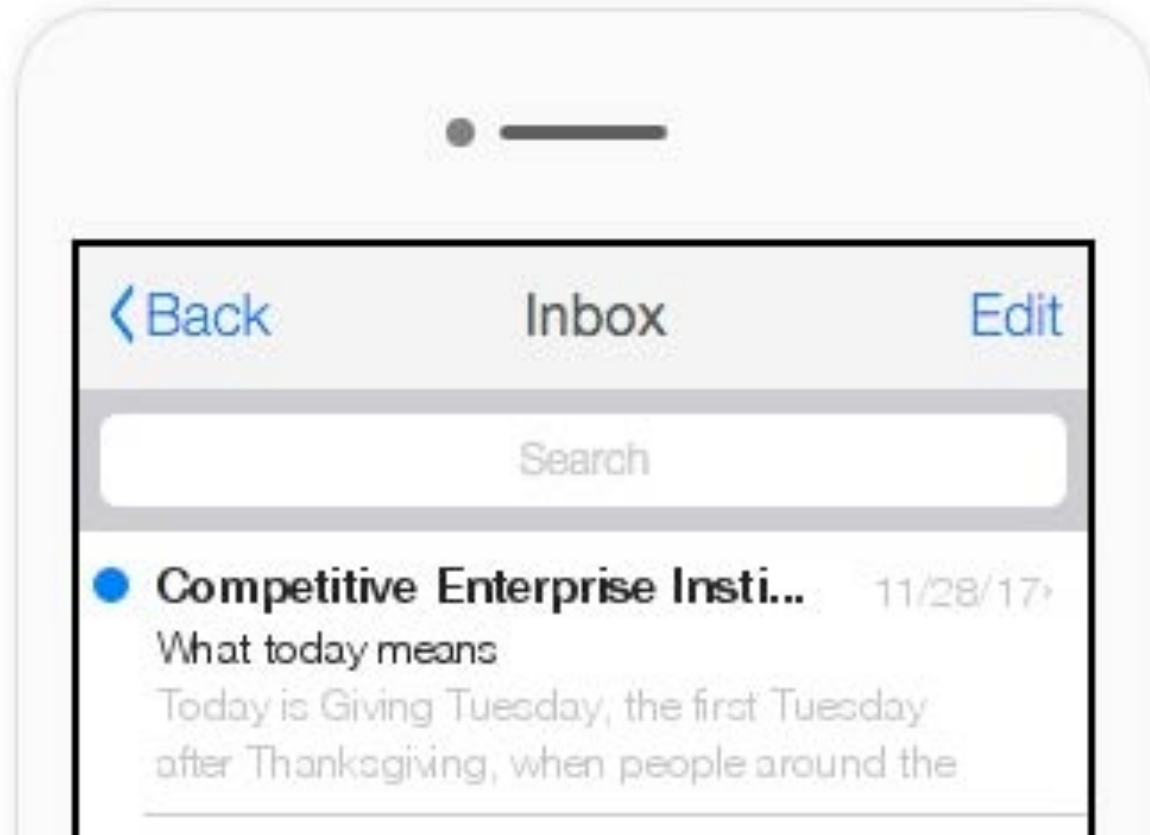 Back Inbox Edit
Search
Competitive Enterprise Insti... 11/28/17
What today means
Today is Giving Tuesday, the first Tuesday
after Thanksgiving, when people around the